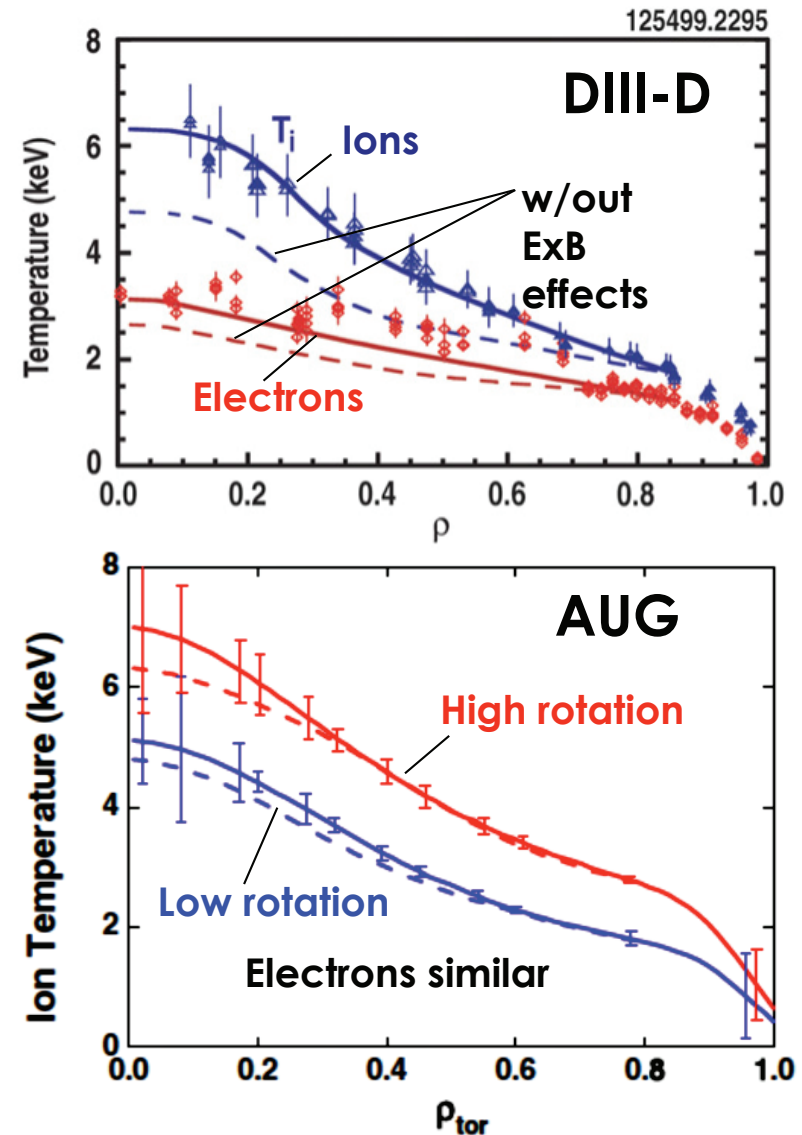 125499.2295
8
DIII-D
Ti
Ions
6
w/out
ExB
effects
Temperature (keV)
4
2
Electrons
0
0.0 0.2 0.4 0.6 0.8 1.0
ρ
8
AUG
6
High rotation
Ion Temperature (keV)
4
Low rotation
2
Electrons similar
0
0.0 0.2 0.4 0.6 0.8 1.0
ρtor